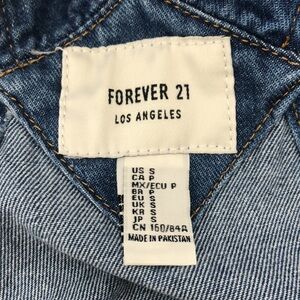 FOREVER 21
LOS ANGELES
US S
CA P
MX/ECU P
BR P
EU S
UK S
KR S
JP S
CN 160/84A
MADE IN PAKISTAN